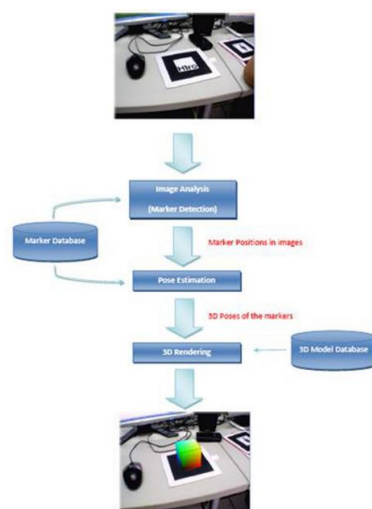 Hiro
Image Analysis
(Marker Detection)
Marker Database
Marker Positions in images
Pose Estimation
3D Poses of the markers
3D Rendering
3D Model Database